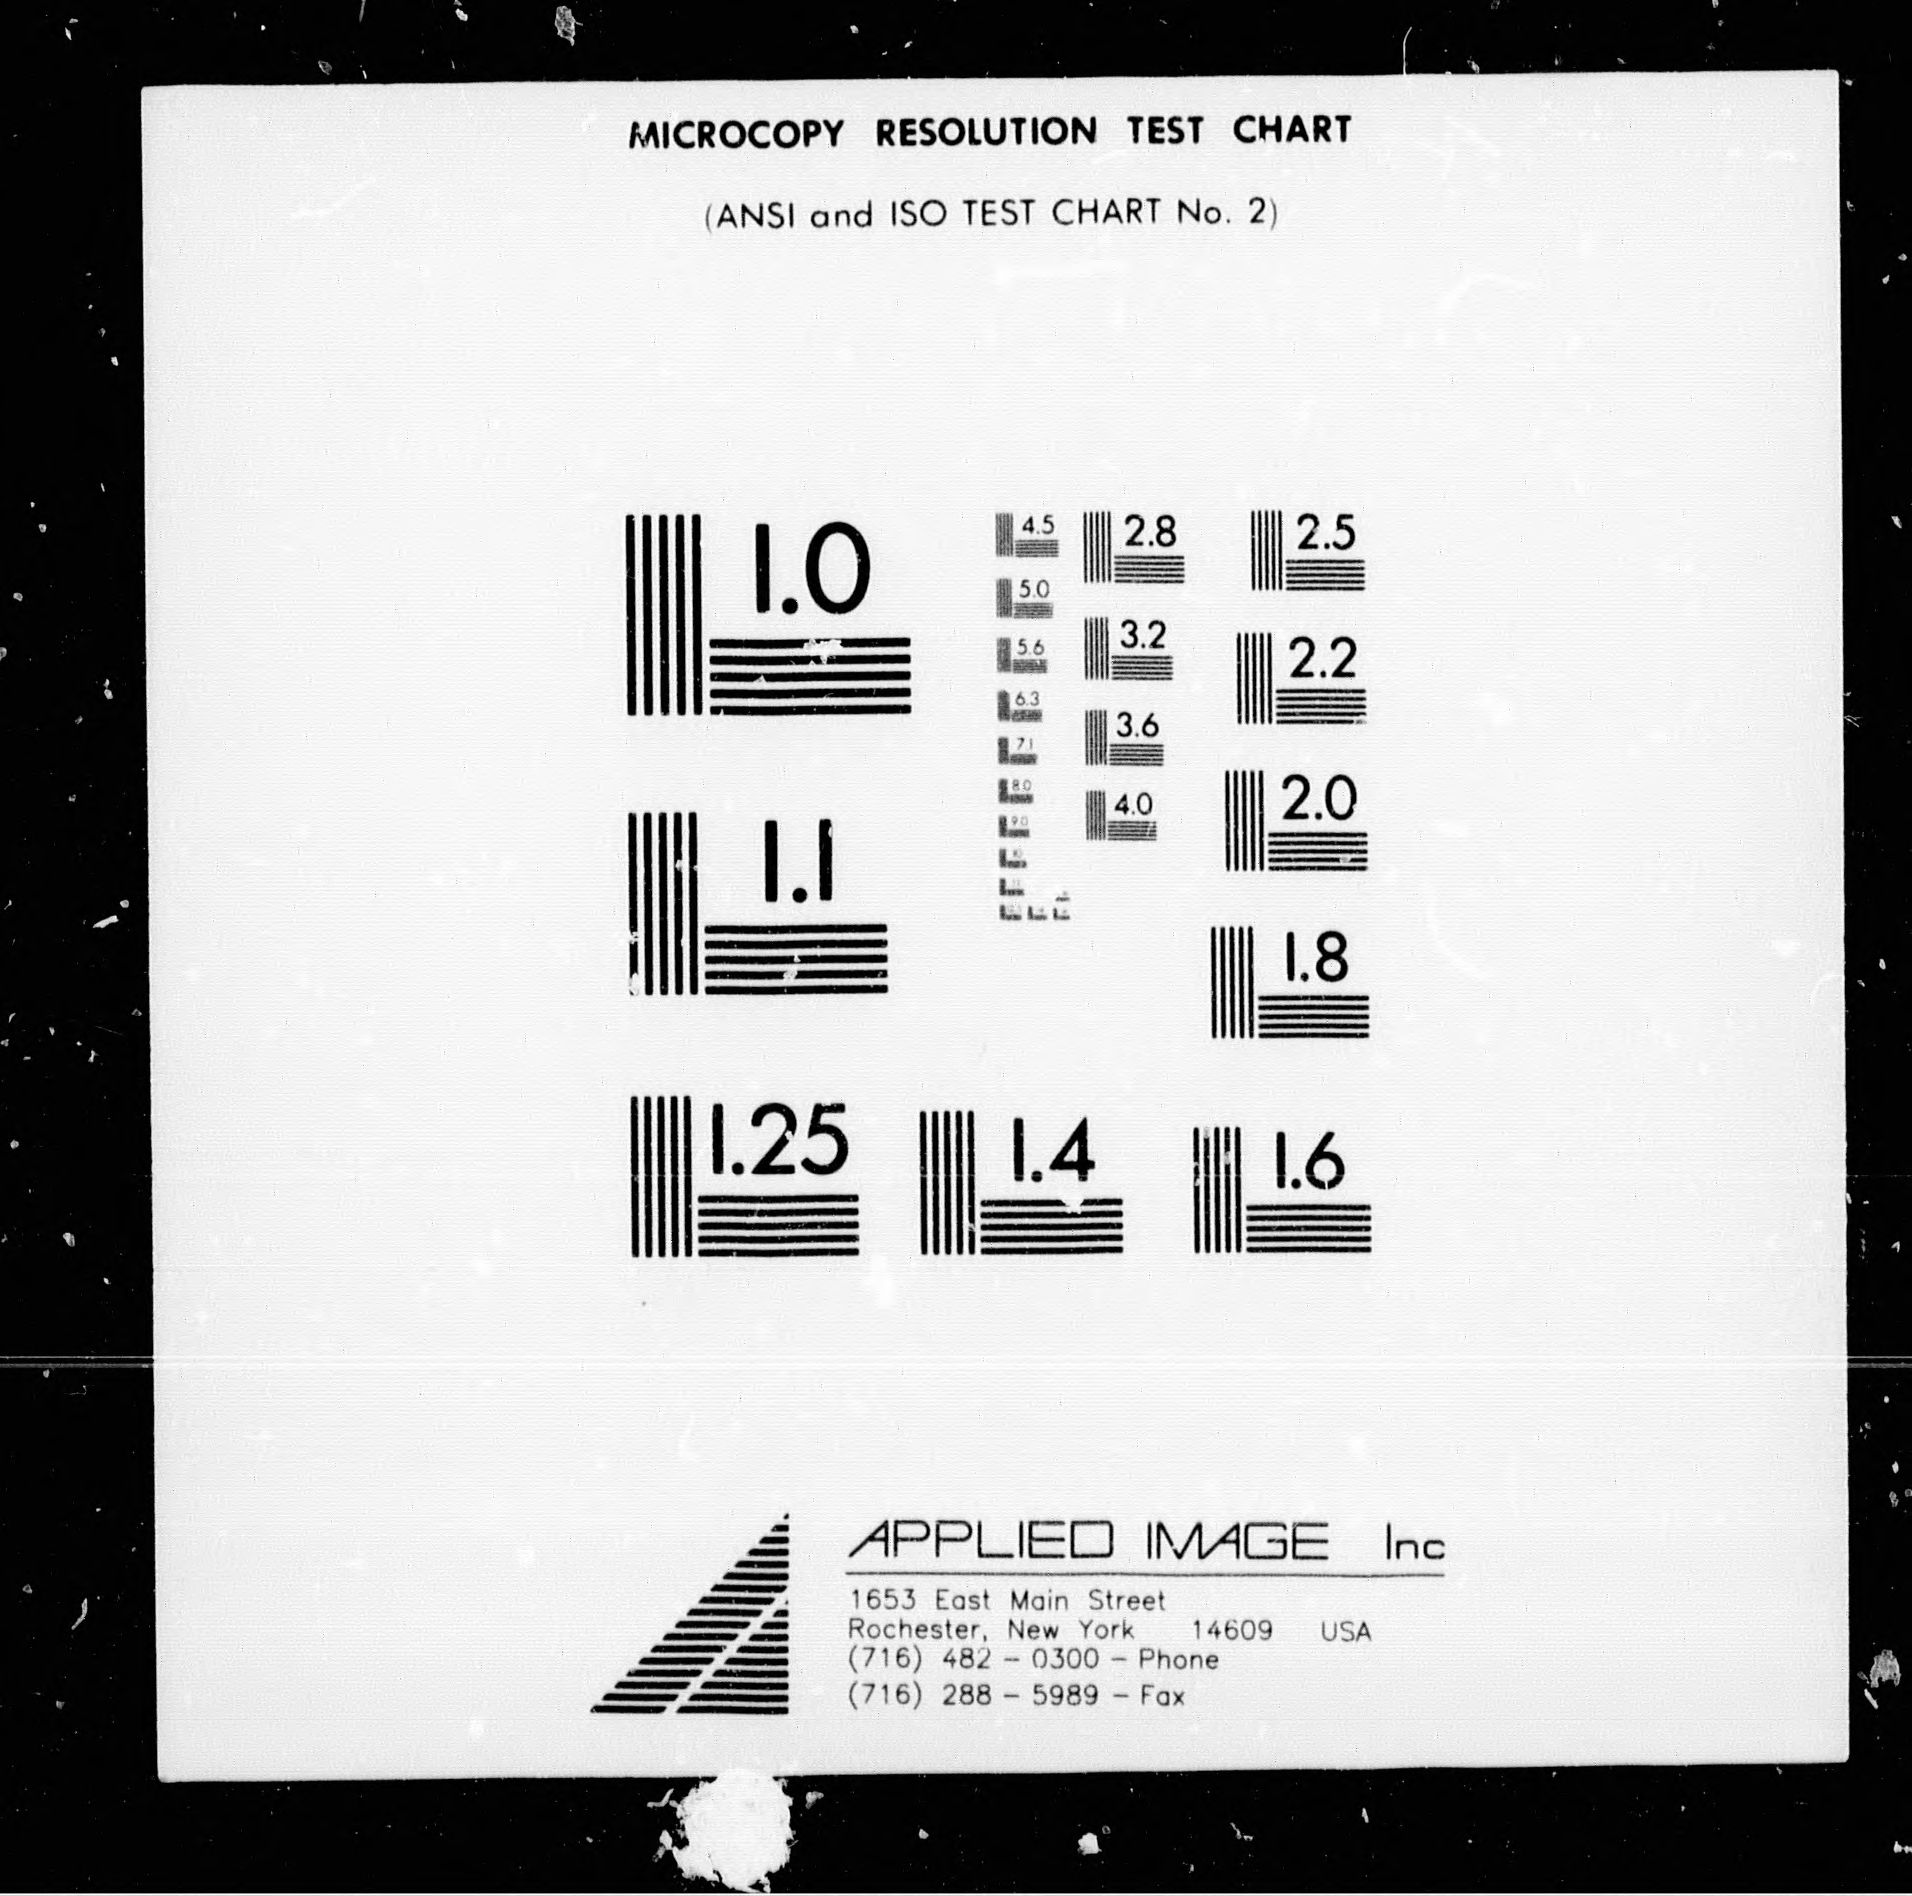 MICROCOPY RESOLUTION TEST CHART
(ANSI and ISO TEST CHART No. 2)
1.0
1.1
1.25
1.4
1.6
1.8
2.0
2.2
2.5
2.8
3.2
3.6
4.0
4.5
5.0
5.6
6.3
7.1
8.0
9.0
APPLIED IMAGE Inc
1653 East Main Street
Rochester, New York 14609 USA
(716) 482 - 0300 - Phone
(716) 288 - 5989 - Fax